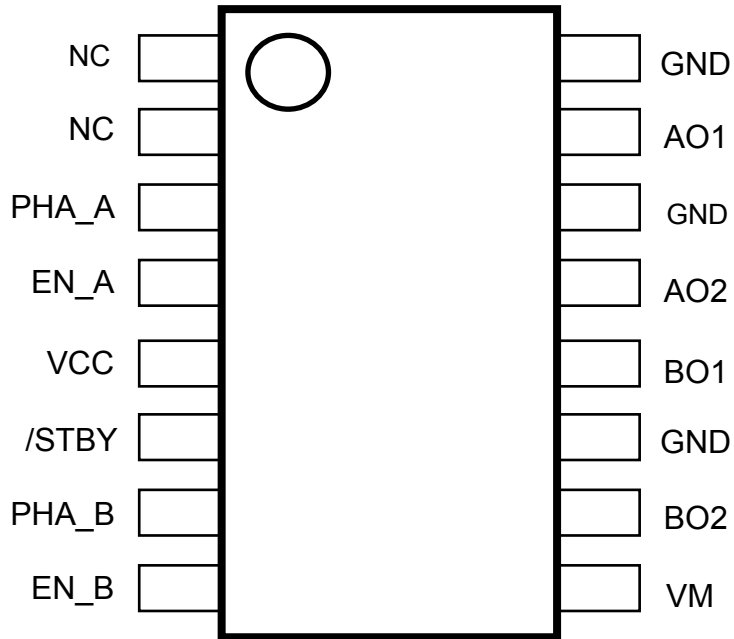 NC
NC
PHA_A
EN_A
VCC
/STBY
PHA_B
EN_B
GND
AO1
GND
AO2
BO1
GND
BO2
VM